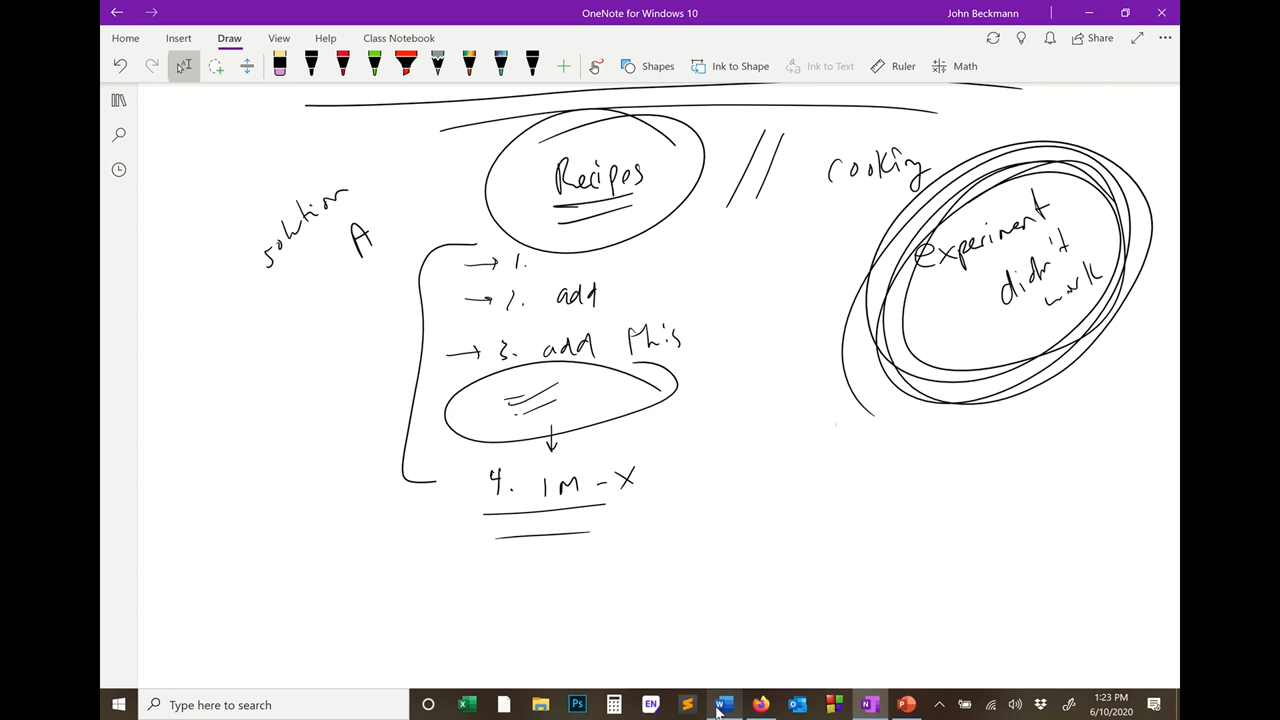 OneNote for Windows 10
John Beckmann
Home Insert Draw View Help Class Notebook
Share
Shapes Ink to Shape Ink to Text Ruler Math
Recipes // cooking
solution
A
experiment
didn't
work
→ 1.
→ 2. add
→ 3. add this
4. 1M - X
Type here to search
1:23 PM
6/10/2020